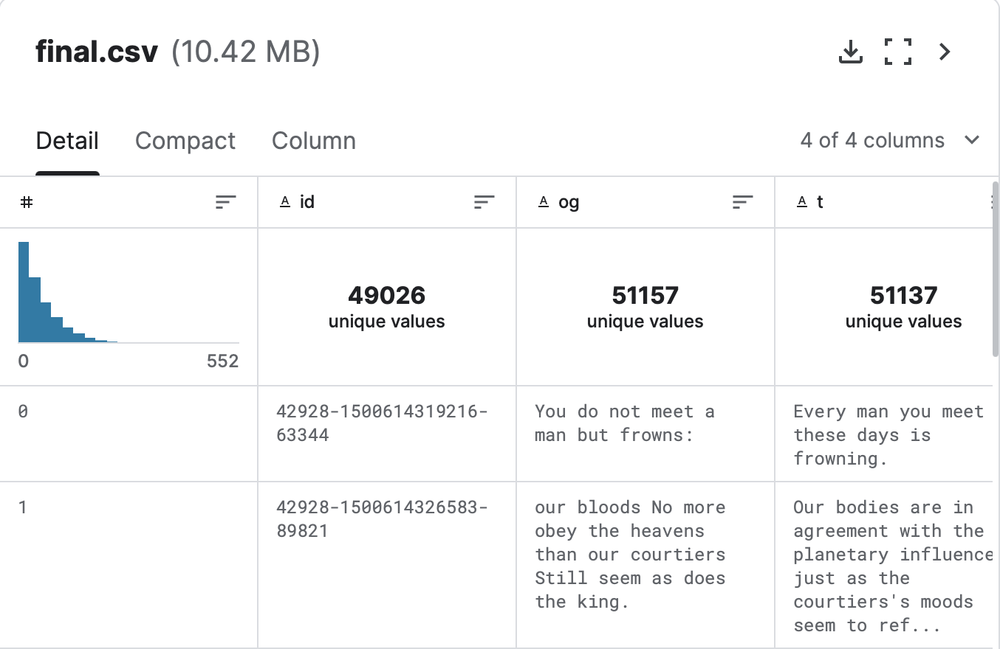 final.csv (10.42 MB)
Detail Compact Column 4 of 4 columns
# A id A og A t
0 552
49026
unique values
51157
unique values
51137
unique values
0
42928-1500614319216-
63344
You do not meet a
man but frowns:
Every man you meet
these days is
frowning.
1
42928-1500614326583-
89821
our bloods No more
obey the heavens
than our courtiers
Still seem as does
the king.
Our bodies are in
agreement with the
planetary influence
just as the
courtiers's moods
seem to ref...